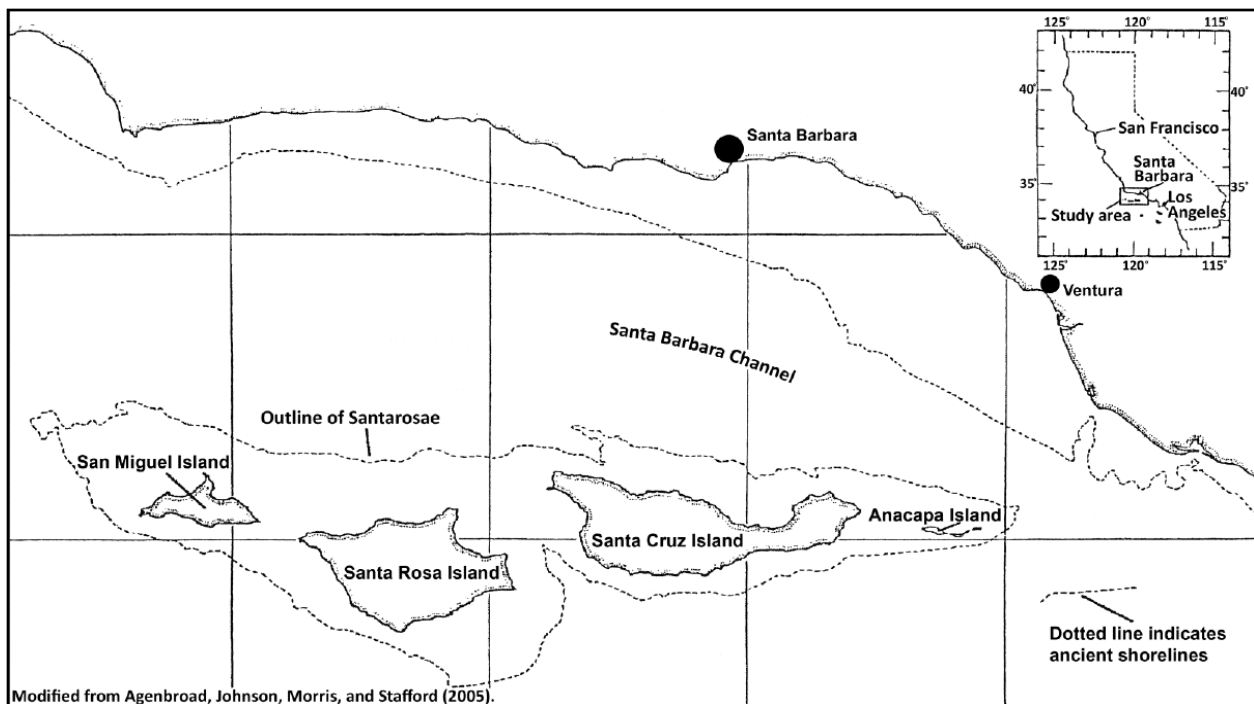 125° 120° 115°
40° 40°
San Francisco
Santa
Barbara
35° 35°
Los
Angeles
Study area
125° 120° 115°
Santa Barbara
Ventura
Santa Barbara Channel
Outline of Santarosae
San Miguel Island
Anacapa Island
Santa Cruz Island
Santa Rosa Island
Dotted line indicates
ancient shorelines
Modified from Agenbroad, Johnson, Morris, and Stafford (2005).